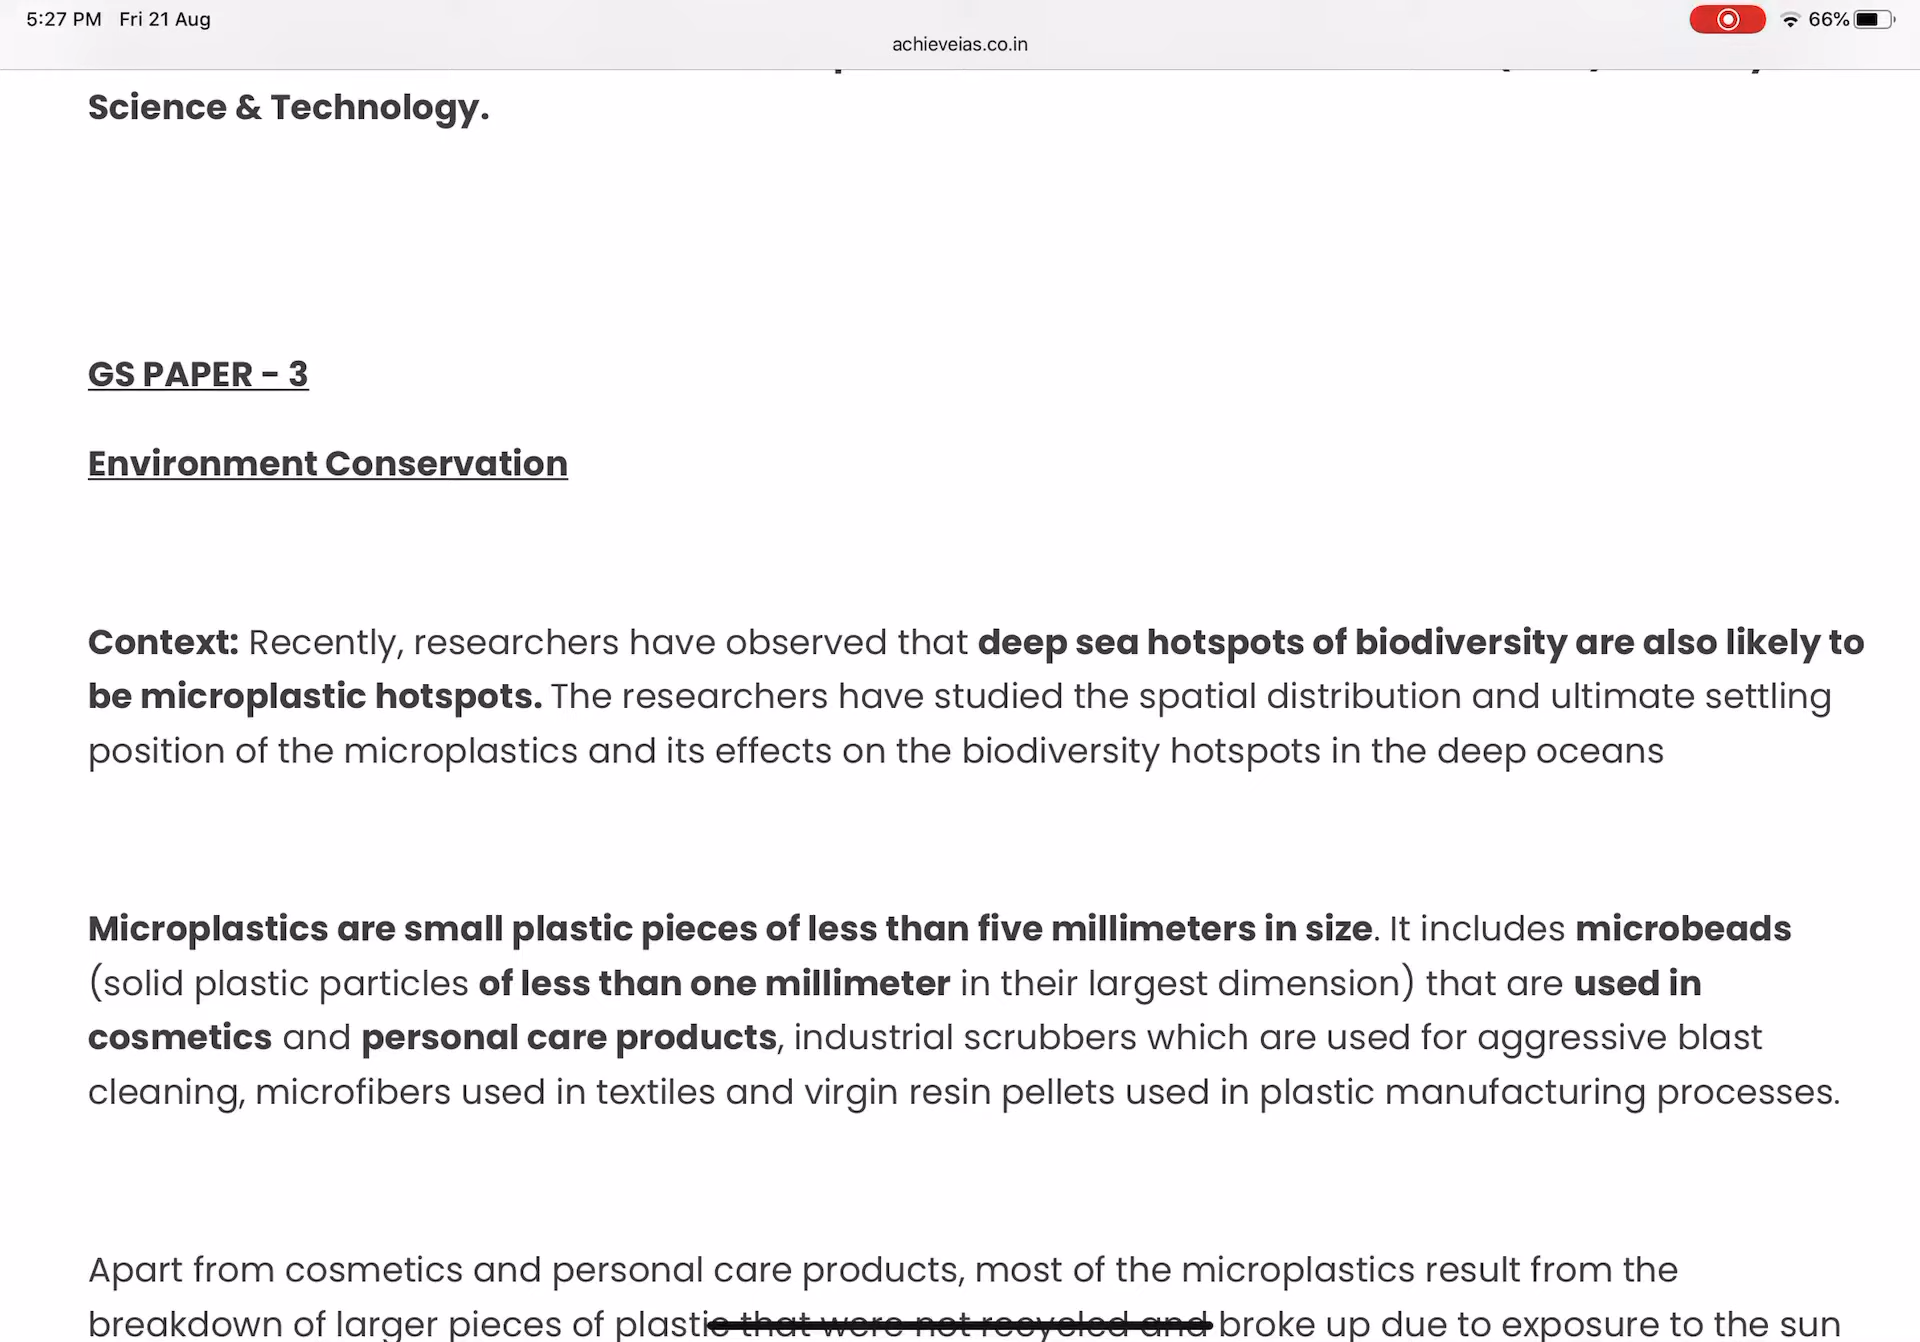 5:27 PM Fri 21 Aug
66%
achieveias.co.in
Science & Technology.
GS PAPER – 3
Environment Conservation
Context: Recently, researchers have observed that deep sea hotspots of biodiversity are also likely to
be microplastic hotspots. The researchers have studied the spatial distribution and ultimate settling
position of the microplastics and its effects on the biodiversity hotspots in the deep oceans
Microplastics are small plastic pieces of less than five millimeters in size. It includes microbeads
(solid plastic particles of less than one millimeter in their largest dimension) that are used in
cosmetics and personal care products, industrial scrubbers which are used for aggressive blast
cleaning, microfibers used in textiles and virgin resin pellets used in plastic manufacturing processes.
Apart from cosmetics and personal care products, most of the microplastics result from the
breakdown of larger pieces of plastic that were not recycled and broke up due to exposure to the sun